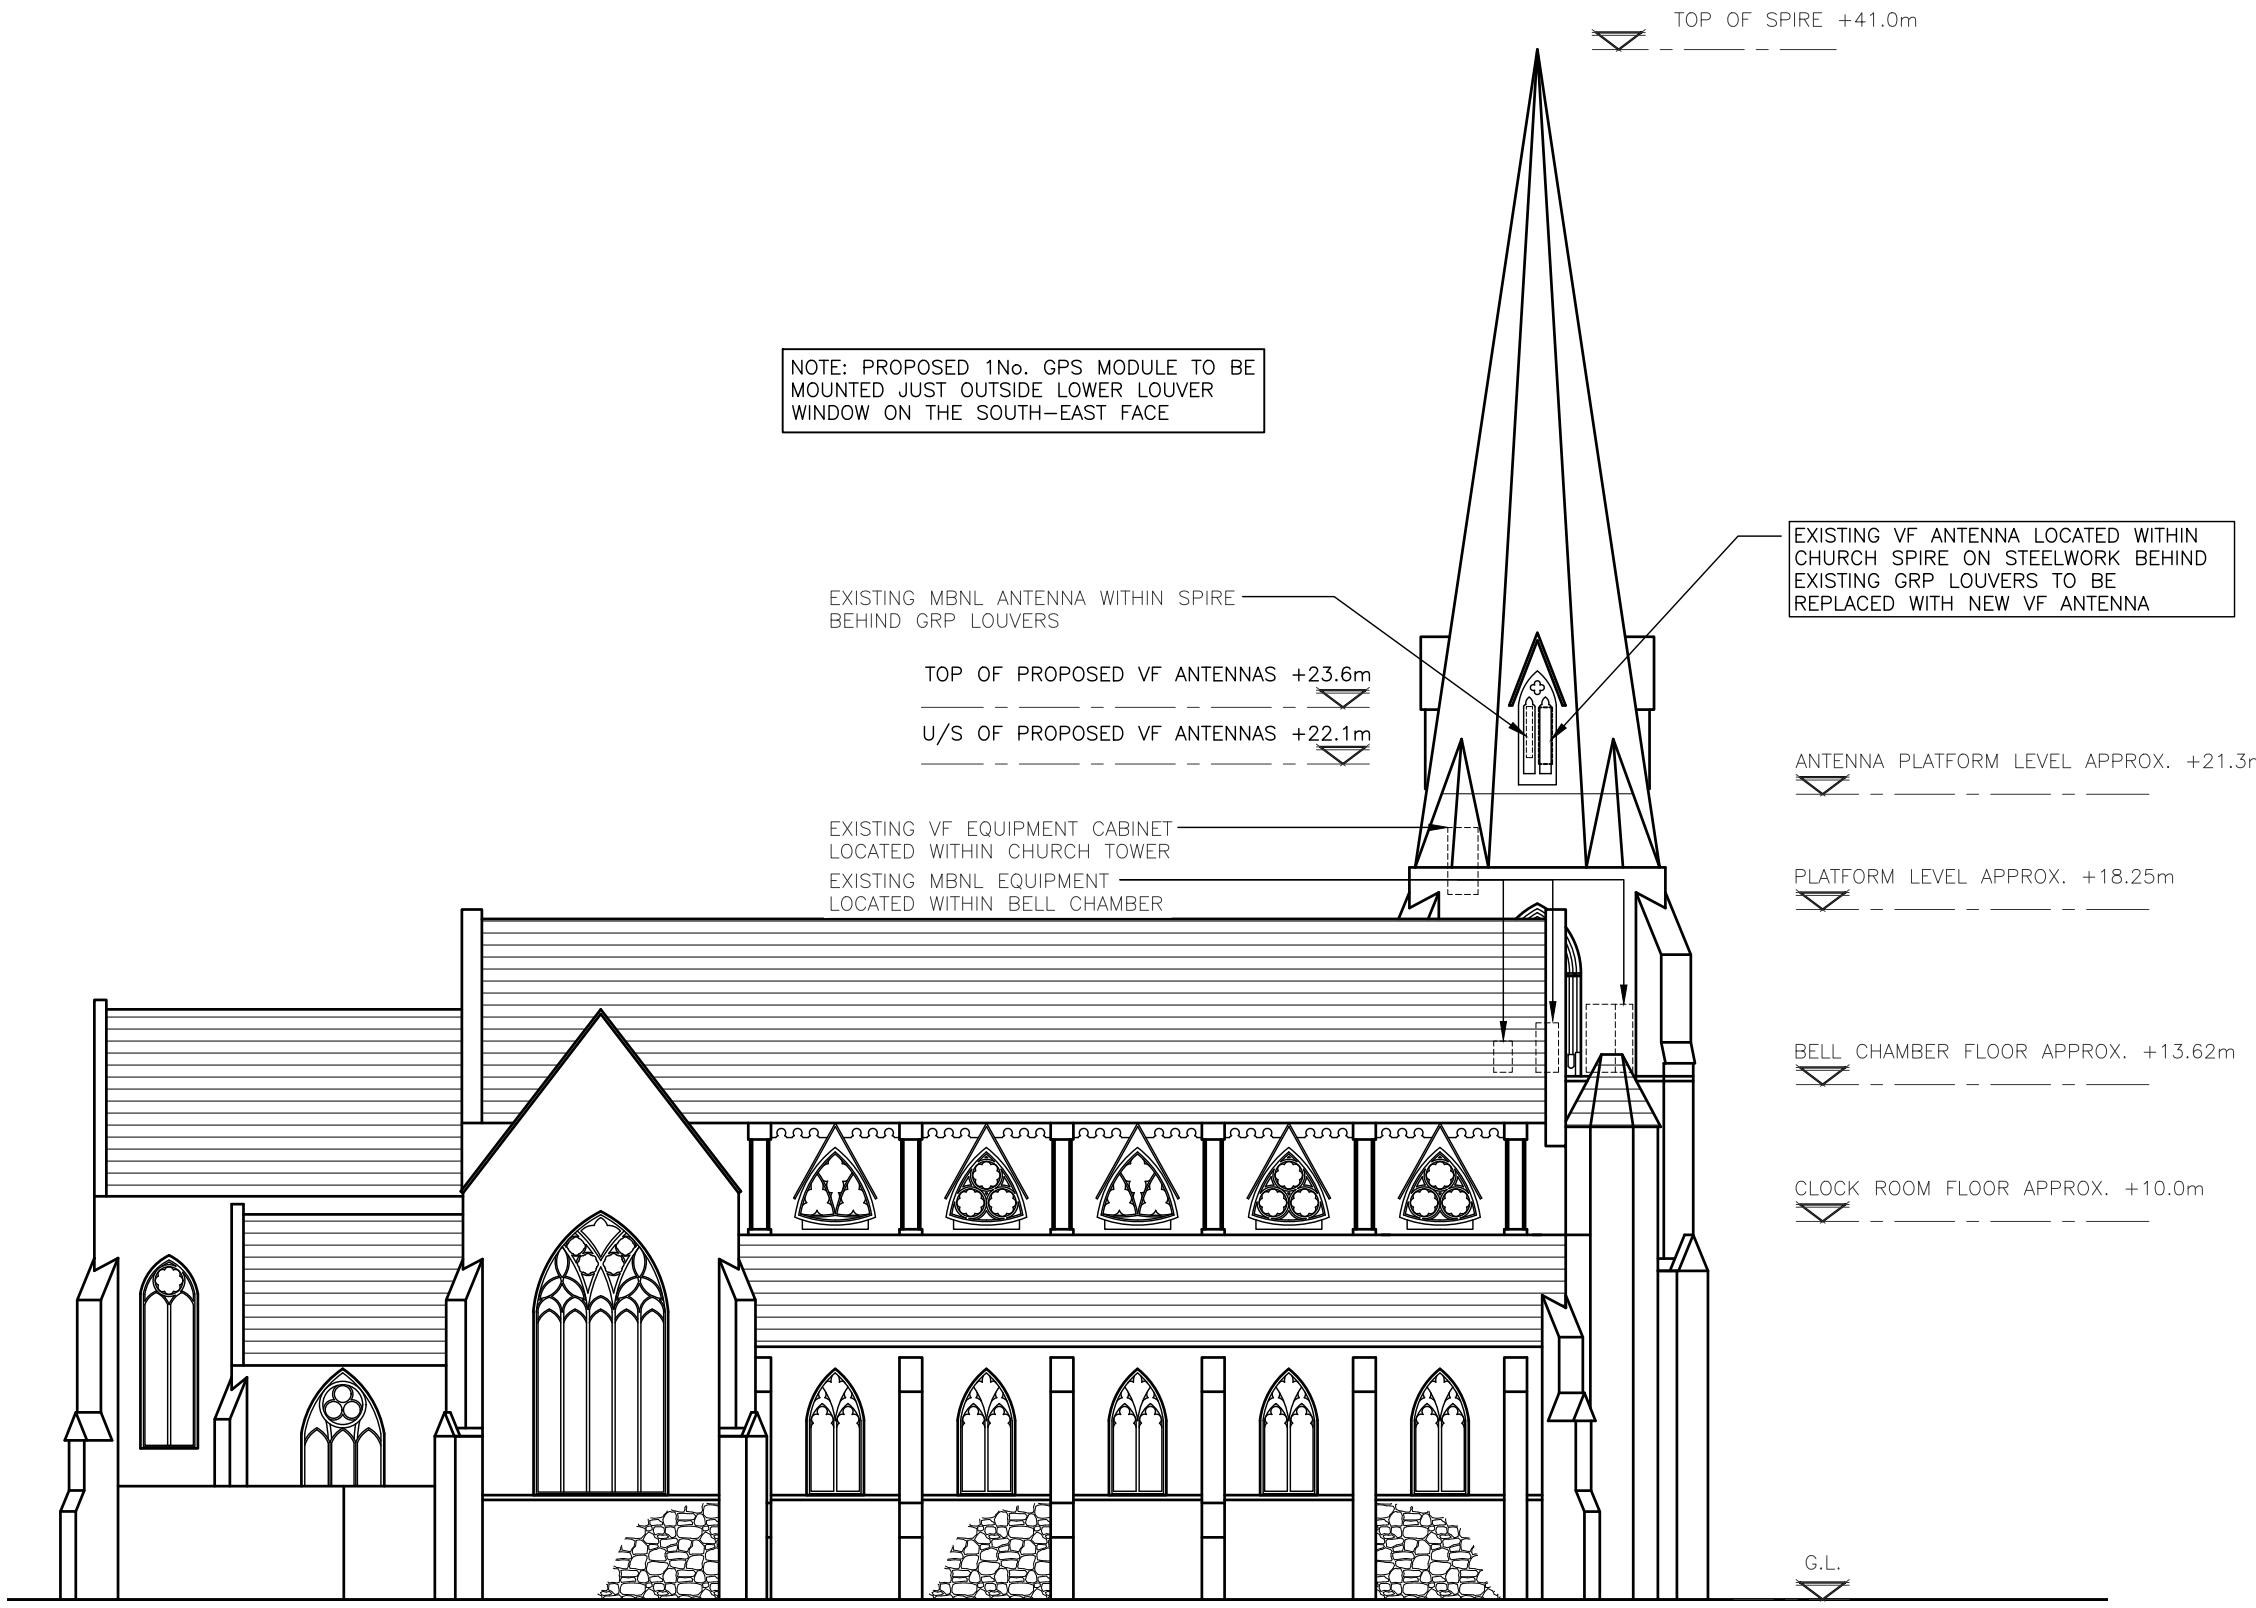 TOP OF SPIRE +41.0m
NOTE: PROPOSED 1No. GPS MODULE TO BE
MOUNTED JUST OUTSIDE LOWER LOUVER
WINDOW ON THE SOUTH-EAST FACE
EXISTING VF ANTENNA LOCATED WITHIN
CHURCH SPIRE ON STEELWORK BEHIND
EXISTING GRP LOUVERS TO BE
REPLACED WITH NEW VF ANTENNA
EXISTING MBNL ANTENNA WITHIN SPIRE
BEHIND GRP LOUVERS
TOP OF PROPOSED VF ANTENNAS +23.6m
U/S OF PROPOSED VF ANTENNAS +22.1m
ANTENNA PLATFORM LEVEL APPROX. +21.3m
EXISTING VF EQUIPMENT CABINET
LOCATED WITHIN CHURCH TOWER
EXISTING MBNL EQUIPMENT
LOCATED WITHIN BELL CHAMBER
PLATFORM LEVEL APPROX. +18.25m
BELL CHAMBER FLOOR APPROX. +13.62m
CLOCK ROOM FLOOR APPROX. +10.0m
G.L.